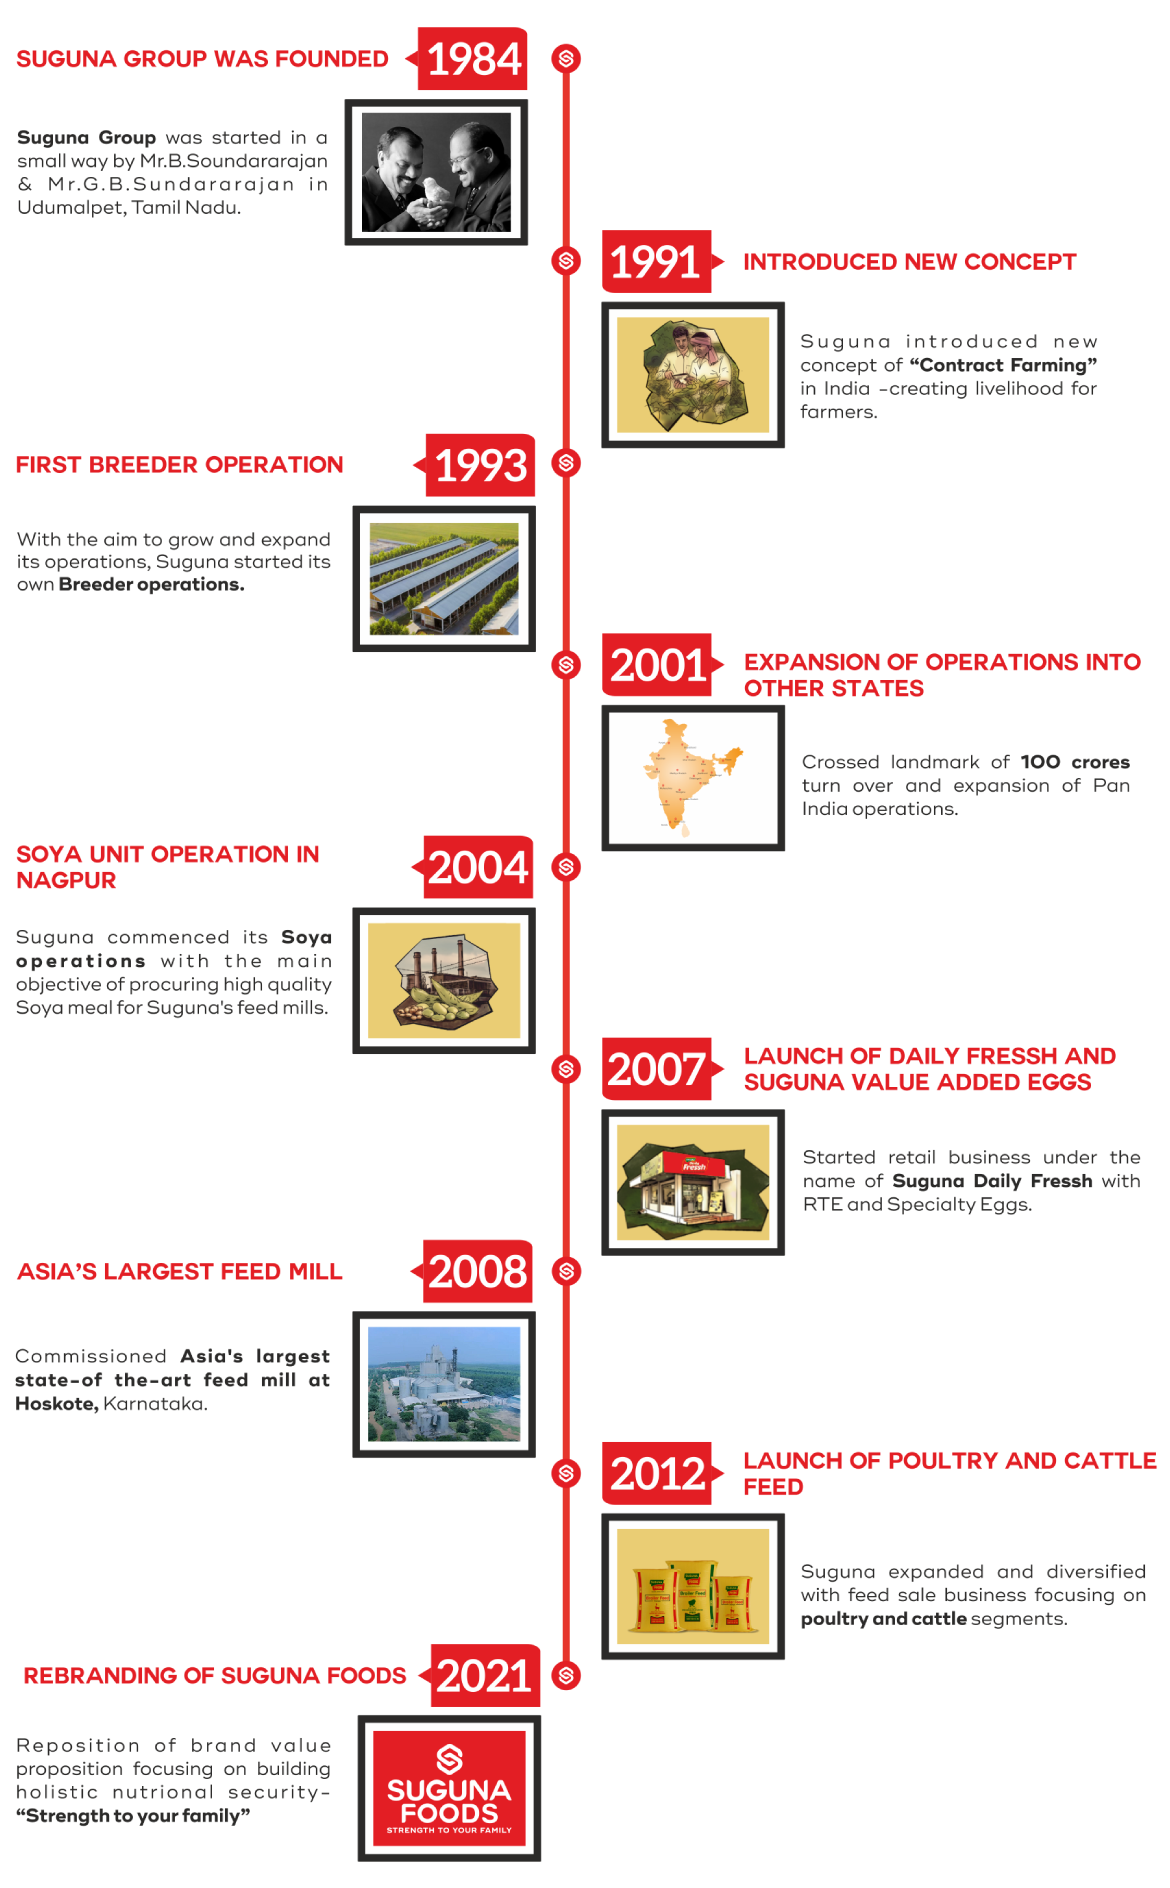 SUGUNA GROUP WAS FOUNDED
1984
Suguna Group was started in a
small way by Mr.B.Soundararajan
& Mr.G.B.Sundararajan in
Udumalpet, Tamil Nadu.
1991
INTRODUCED NEW CONCEPT
Suguna introduced new
concept of “Contract Farming”
in India -creating livelihood for
farmers.
FIRST BREEDER OPERATION
1993
With the aim to grow and expand
its operations, Suguna started its
own Breeder operations.
2001
EXPANSION OF OPERATIONS INTO
OTHER STATES
Crossed landmark of 100 crores
turn over and expansion of Pan
India operations.
SOYA UNIT OPERATION IN
NAGPUR
2004
Suguna commenced its Soya
operations with the main
objective of procuring high quality
Soya meal for Suguna's feed mills.
2007
LAUNCH OF DAILY FRESSH AND
SUGUNA VALUE ADDED EGGS
Fressh
Started retail business under the
name of Suguna Daily Fressh with
RTE and Specialty Eggs.
ASIA’S LARGEST FEED MILL
2008
Commissioned Asia's largest
state-of the-art feed mill at
Hoskote, Karnataka.
2012
LAUNCH OF POULTRY AND CATTLE
FEED
Broiler Feed
Broiler Feed
Broiler Feed
Suguna expanded and diversified
with feed sale business focusing on
poultry and cattle segments.
REBRANDING OF SUGUNA FOODS
2021
Reposition of brand value
proposition focusing on building
holistic nutrional security-
“Strength to your family”
SUGUNA
FOODS
STRENGTH TO YOUR FAMILY